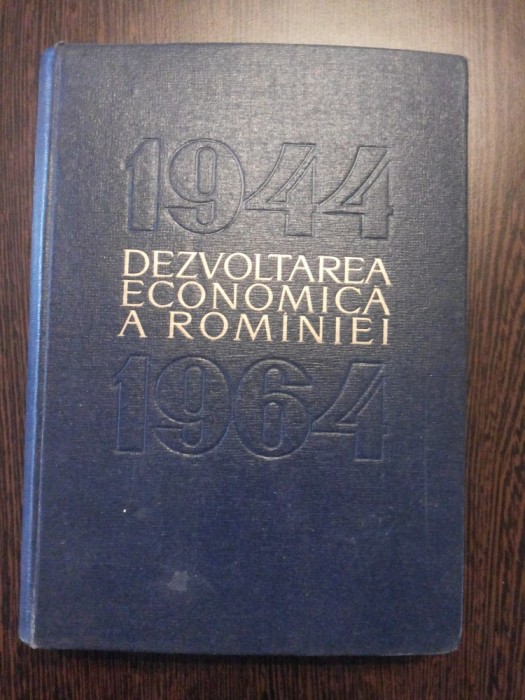 1944
DEZVOLTAREA
ECONOMICA
A ROMINIEI
1964